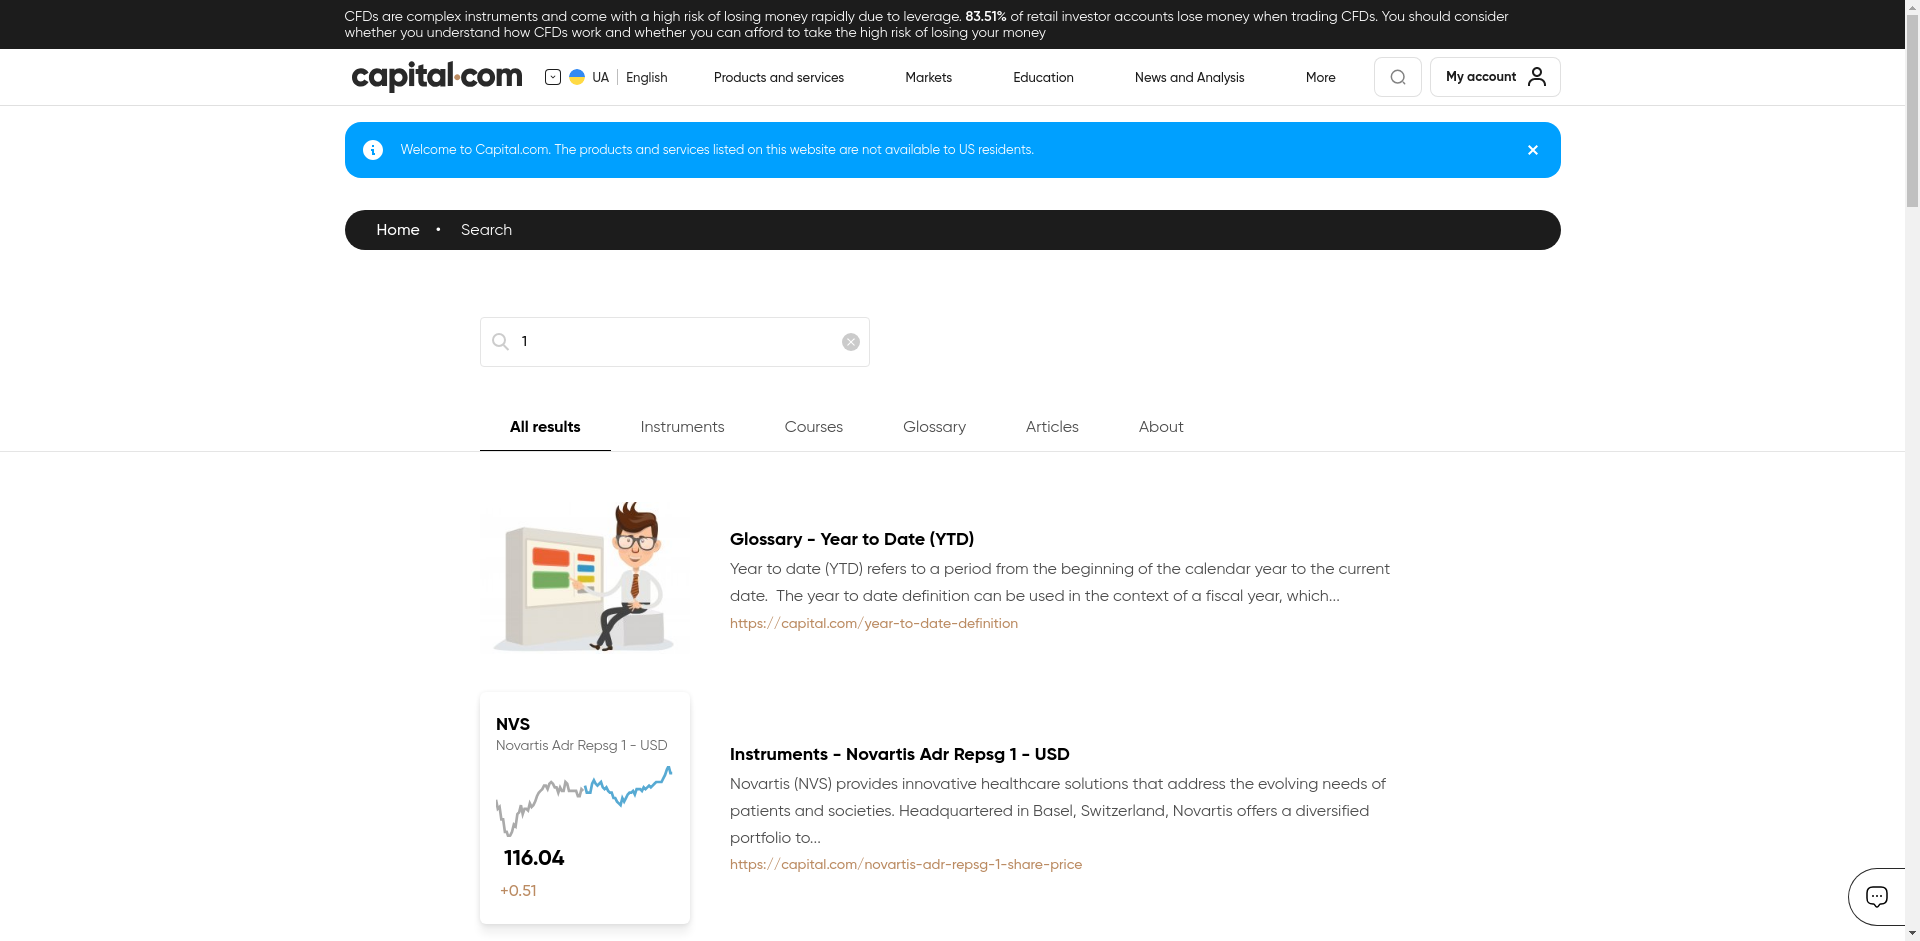 CFDs are complex instruments and come with a high risk of losing money rapidly due to leverage. 83.51% of retail investor accounts lose money when trading CFDs. You should consider
whether you understand how CFDs work and whether you can afford to take the high risk of losing your money
capital.com
UA
English
Products and services
Markets
Education
News and Analysis
More
My account
Welcome to Capital.com. The products and services listed on this website are not available to US residents.
Home • Search
1
All results
Instruments
Courses
Glossary
Articles
About
Glossary - Year to Date (YTD)
Year to date (YTD) refers to a period from the beginning of the calendar year to the current
date.  The year to date definition can be used in the context of a fiscal year, which...
https://capital.com/year-to-date-definition
NVS
Novartis Adr Repsg 1 - USD
116.04
+0.51
Instruments - Novartis Adr Repsg 1 - USD
Novartis (NVS) provides innovative healthcare solutions that address the evolving needs of
patients and societies. Headquartered in Basel, Switzerland, Novartis offers a diversified
portfolio to...
https://capital.com/novartis-adr-repsg-1-share-price